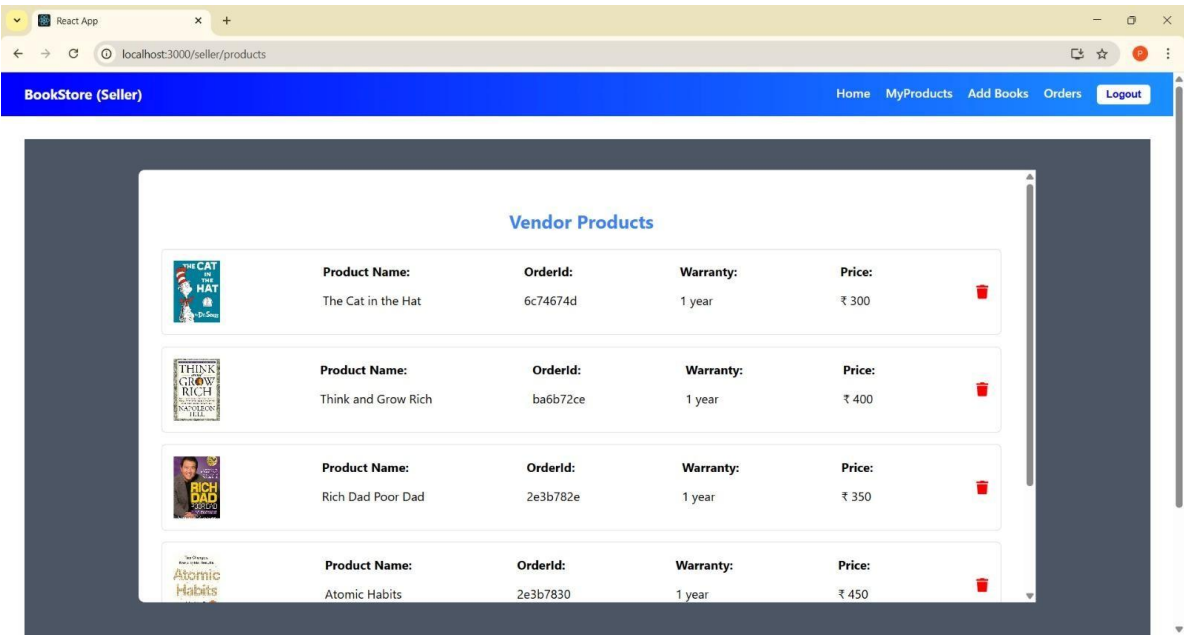 React App
localhost:3000/seller/products
P
BookStore (Seller)
Home MyProducts Add Books Orders Logout
Vendor Products
THE CAT
IN
THE
HAT
Dr. Seuss
Product Name: OrderId: Warranty: Price:
The Cat in the Hat 6c74674d 1 year ₹ 300
THINK
GROW
RICH
NAPOLEON
HILL
Product Name: OrderId: Warranty: Price:
Think and Grow Rich ba6b72ce 1 year ₹ 400
RICH
DAD
Product Name: OrderId: Warranty: Price:
Rich Dad Poor Dad 2e3b782e 1 year ₹ 350
Atomic
Habits
Product Name: OrderId: Warranty: Price:
Atomic Habits 2e3b7830 1 year ₹ 450